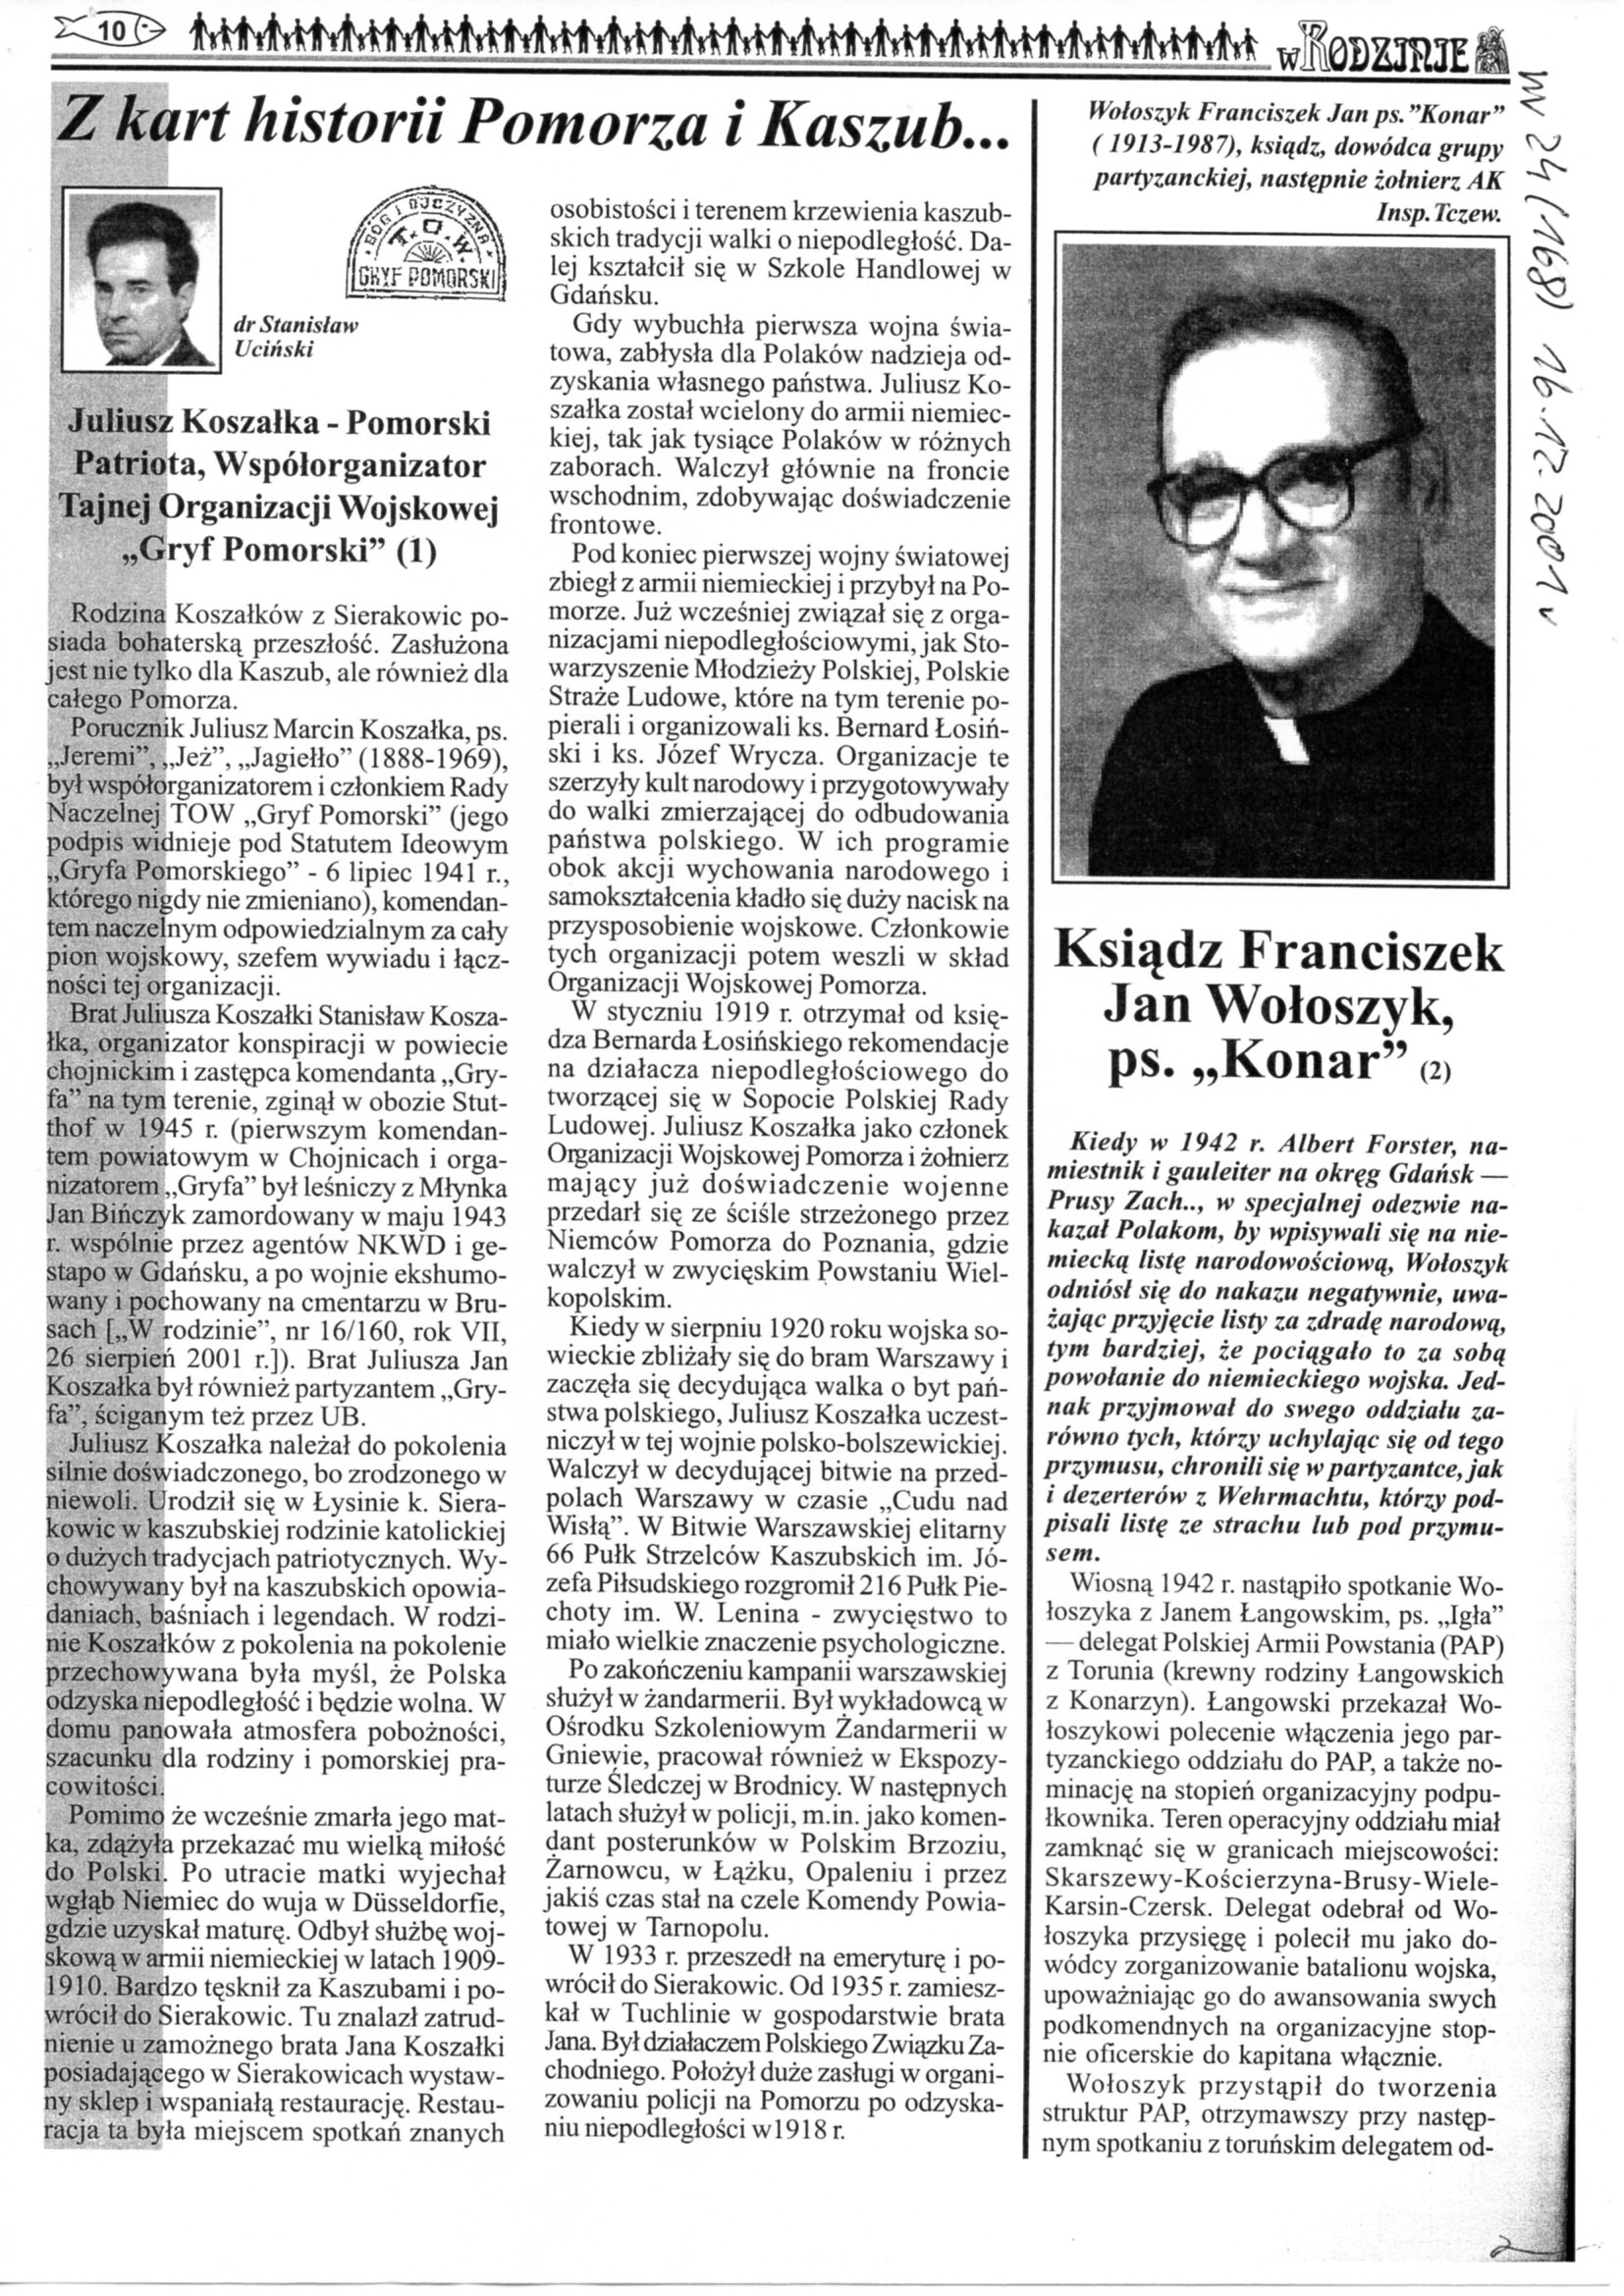 10
w RODZINIE
Z kart historii Pomorza i Kaszub...
BÓG I OJCZYZNA
T.O.W.
GRYF POMORSKI
dr Stanisław
Uciński
Juliusz Koszałka - Pomorski
Patriota, Współorganizator
Tajnej Organizacji Wojskowej
„Gryf Pomorski” (1)
Rodzina Koszałków z Sierakowic po-
siada bohaterską przeszłość. Zasłużona
jest nie tylko dla Kaszub, ale również dla
całego Pomorza.
Porucznik Juliusz Marcin Koszałka, ps.
„Jeremi”, „Jeż”, „Jagiełło” (1888-1969),
był współorganizatorem i członkiem Rady
Naczelnej TOW „Gryf Pomorski” (jego
podpis widnieje pod Statutem Ideowym
„Gryfa Pomorskiego” - 6 lipiec 1941 r.,
którego nigdy nie zmieniano), komendan-
tem naczelnym odpowiedzialnym za cały
pion wojskowy, szefem wywiadu i łącz-
ności tej organizacji.
Brat Juliusza Koszałki Stanisław Kosza-
łka, organizator konspiracji w powiecie
chojnickim i zastępca komendanta „Gry-
fa” na tym terenie, zginął w obozie Stut-
thof w 1945 r. (pierwszym komendan-
tem powiatowym w Chojnicach i orga-
nizatorem „Gryfa” był leśniczy z Młynka
Jan Bińczyk zamordowany w maju 1943
r. wspólnie przez agentów NKWD i ge-
stapo w Gdańsku, a po wojnie ekshumo-
wany i pochowany na cmentarzu w Bru-
sach [„W rodzinie”, nr 16/160, rok VII,
26 sierpień 2001 r.]). Brat Juliusza Jan
Koszałka był również partyzantem „Gry-
fa”, ściganym też przez UB.
Juliusz Koszałka należał do pokolenia
silnie doświadczonego, bo zrodzonego w
niewoli. Urodził się w Łysinie k. Siera-
kowic w kaszubskiej rodzinie katolickiej
o dużych tradycjach patriotycznych. Wy-
chowywany był na kaszubskich opowia-
daniach, baśniach i legendach. W rodzi-
nie Koszałków z pokolenia na pokolenie
przechowywana była myśl, że Polska
odzyska niepodległość i będzie wolna. W
domu panowała atmosfera pobożności,
szacunku dla rodziny i pomorskiej pra-
cowitości.
Pomimo że wcześnie zmarła jego mat-
ka, zdążyła przekazać mu wielką miłość
do Polski. Po utracie matki wyjechał
wgłąb Niemiec do wuja w Düsseldorfie,
gdzie uzyskał maturę. Odbył służbę woj-
skową w armii niemieckiej w latach 1909-
1910. Bardzo tęsknił za Kaszubami i po-
wrócił do Sierakowic. Tu znalazł zatrud-
nienie u zamożnego brata Jana Koszałki
posiadającego w Sierakowicach wystaw-
ny sklep i wspaniałą restaurację. Restau-
racja ta była miejscem spotkań znanych
osobistości i terenem krzewienia kaszub-
skich tradycji walki o niepodległość. Da-
lej kształcił się w Szkole Handlowej w
Gdańsku.
Gdy wybuchła pierwsza wojna świa-
towa, zabłysła dla Polaków nadzieja od-
zyskania własnego państwa. Juliusz Ko-
szałka został wcielony do armii niemiec-
kiej, tak jak tysiące Polaków w różnych
zaborach. Walczył głównie na froncie
wschodnim, zdobywając doświadczenie
frontowe.
Pod koniec pierwszej wojny światowej
zbiegł z armii niemieckiej i przybył na Po-
morze. Już wcześniej związał się z orga-
nizacjami niepodległościowymi, jak Sto-
warzyszenie Młodzieży Polskiej, Polskie
Straże Ludowe, które na tym terenie po-
pierali i organizowali ks. Bernard Łosiń-
ski i ks. Józef Wrycza. Organizacje te
szerzyły kult narodowy i przygotowywały
do walki zmierzającej do odbudowania
państwa polskiego. W ich programie
obok akcji wychowania narodowego i
samokształcenia kładło się duży nacisk na
przysposobienie wojskowe. Członkowie
tych organizacji potem weszli w skład
Organizacji Wojskowej Pomorza.
W styczniu 1919 r. otrzymał od księ-
dza Bernarda Łosińskiego rekomendacje
na działacza niepodległościowego do
tworzącej się w Sopocie Polskiej Rady
Ludowej. Juliusz Koszałka jako członek
Organizacji Wojskowej Pomorza i żołnierz
mający już doświadczenie wojenne
przedarł się ze ściśle strzeżonego przez
Niemców Pomorza do Poznania, gdzie
walczył w zwycięskim Powstaniu Wiel-
kopolskim.
Kiedy w sierpniu 1920 roku wojska so-
wieckie zbliżały się do bram Warszawy i
zaczęła się decydująca walka o byt pań-
stwa polskiego, Juliusz Koszałka uczest-
niczył w tej wojnie polsko-bolszewickiej.
Walczył w decydującej bitwie na przed-
polach Warszawy w czasie „Cudu nad
Wisłą”. W Bitwie Warszawskiej elitarny
66 Pułk Strzelców Kaszubskich im. Jó-
zefa Piłsudskiego rozgromił 216 Pułk Pie-
choty im. W. Lenina - zwycięstwo to
miało wielkie znaczenie psychologiczne.
Po zakończeniu kampanii warszawskiej
służył w żandarmerii. Był wykładowcą w
Ośrodku Szkoleniowym Żandarmerii w
Gniewie, pracował również w Ekspozy-
turze Śledczej w Brodnicy. W następnych
latach służył w policji, m.in. jako komen-
dant posterunków w Polskim Brzoziu,
Żarnowcu, w Łążku, Opaleniu i przez
jakiś czas stał na czele Komendy Powia-
towej w Tarnopolu.
W 1933 r. przeszedł na emeryturę i po-
wrócił do Sierakowic. Od 1935 r. zamiesz-
kał w Tuchlinie w gospodarstwie brata
Jana. Był działaczem Polskiego Związku Za-
chodniego. Położył duże zasługi w organi-
zowaniu policji na Pomorzu po odzyska-
niu niepodległości w1918 r.
Wołoszyk Franciszek Jan ps.”Konar”
( 1913-1987), ksiądz, dowódca grupy
partyzanckiej, następnie żołnierz AK
Insp.Tczew.
Ksiądz Franciszek
Jan Wołoszyk,
ps. „Konar” (2)
Kiedy w 1942 r. Albert Forster, na-
miestnik i gauleiter na okręg Gdańsk —
Prusy Zach.., w specjalnej odezwie na-
kazał Polakom, by wpisywali się na nie-
miecką listę narodowościową, Wołoszyk
odniósł się do nakazu negatywnie, uwa-
żając przyjęcie listy za zdradę narodową,
tym bardziej, że pociągało to za sobą
powołanie do niemieckiego wojska. Jed-
nak przyjmował do swego oddziału za-
równo tych, którzy uchylając się od tego
przymusu, chronili się w partyzantce, jak
i dezerterów z Wehrmachtu, którzy pod-
pisali listę ze strachu lub pod przymu-
sem.
Wiosną 1942 r. nastąpiło spotkanie Wo-
łoszyka z Janem Łangowskim, ps. „Igła”
— delegat Polskiej Armii Powstania (PAP)
z Torunia (krewny rodziny Łangowskich
z Konarzyn). Łangowski przekazał Wo-
łoszykowi polecenie włączenia jego par-
tyzanckiego oddziału do PAP, a także no-
minację na stopień organizacyjny podpu-
łkownika. Teren operacyjny oddziału miał
zamknąć się w granicach miejscowości:
Skarszewy-Kościerzyna-Brusy-Wiele-
Karsin-Czersk. Delegat odebrał od Wo-
łoszyka przysięgę i polecił mu jako do-
wódcy zorganizowanie batalionu wojska,
upoważniając go do awansowania swych
podkomendnych na organizacyjne stop-
nie oficerskie do kapitana włącznie.
Wołoszyk przystąpił do tworzenia
struktur PAP, otrzymawszy przy następ-
nym spotkaniu z toruńskim delegatem od-
nr 24 (168) 16.12.2001